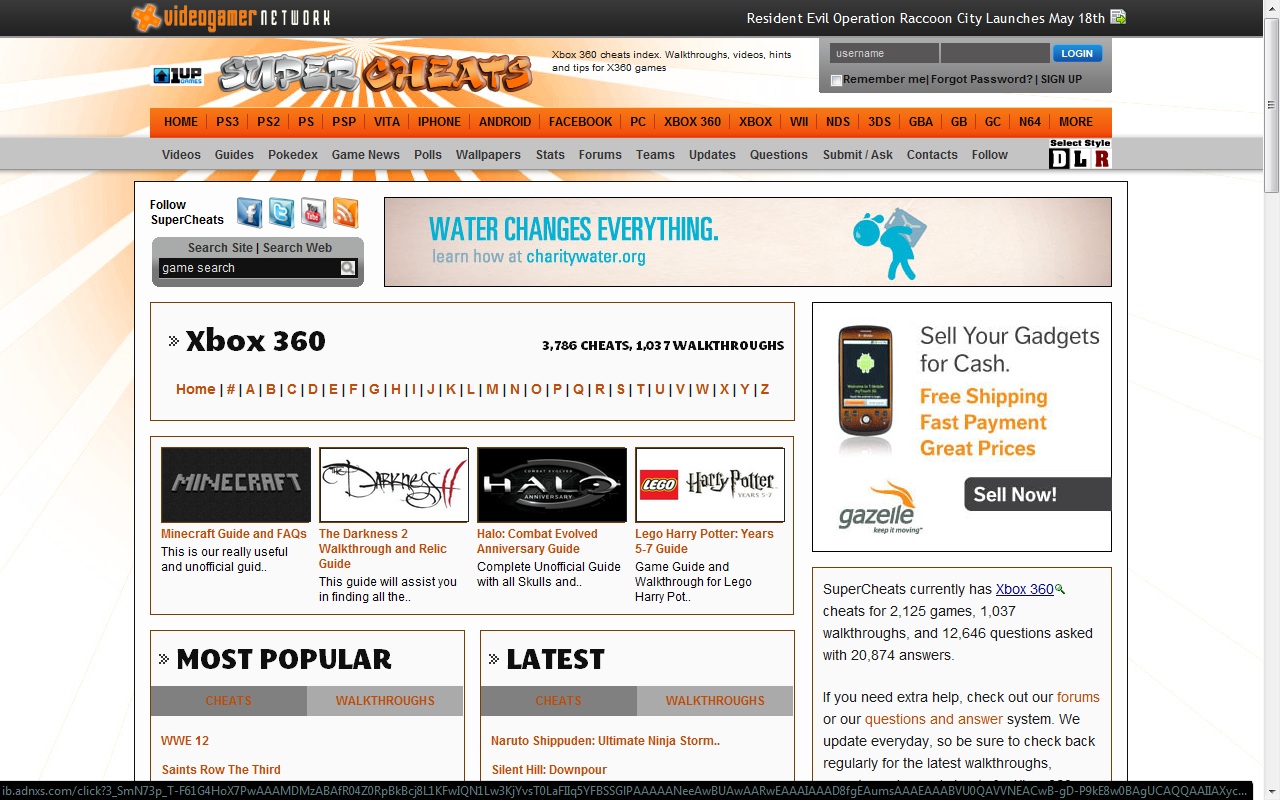 videogamer NETWORK
Resident Evil Operation Raccoon City Launches May 18th
1UP GAMES
SUPER CHEATS
Xbox 360 cheats index. Walkthroughs, videos, hints
and tips for X360 games
username
LOGIN
Remember me| Forgot Password? | SIGN UP
HOME PS3 PS2 PS PSP VITA IPHONE ANDROID FACEBOOK PC XBOX 360 XBOX WII NDS 3DS GBA GB GC N64 MORE
Videos Guides Pokedex Game News Polls Wallpapers Stats Forums Teams Updates Questions Submit / Ask Contacts Follow
Select Style
D L R
Follow
SuperCheats
You Tube
Search Site | Search Web
game search
WATER CHANGES EVERYTHING.
learn how at charitywater.org
» Xbox 360
3,786 CHEATS, 1,037 WALKTHROUGHS
Home | # | A | B | C | D | E | F | G | H | I | J | K | L | M | N | O | P | Q | R | S | T | U | V | W | X | Y | Z
Sell Your Gadgets
for Cash.
Free Shipping
Fast Payment
Great Prices
Sell Now!
gazelle
keep it moving™
MINECRAFT
Minecraft Guide and FAQs
This is our really useful
and unofficial guid..
THE DARKNESS II
The Darkness 2
Walkthrough and Relic
Guide
This guide will assist you
in finding all the..
COMBAT EVOLVED
HALO
ANNIVERSARY
Halo: Combat Evolved
Anniversary Guide
Complete Unofficial Guide
with all Skulls and..
LEGO Harry Potter
YEARS 5-7
Lego Harry Potter: Years
5-7 Guide
Game Guide and
Walkthrough for Lego
Harry Pot..
SuperCheats currently has Xbox 360
cheats for 2,125 games, 1,037
walkthroughs, and 12,646 questions asked
with 20,874 answers.
If you need extra help, check out our forums
or our questions and answer system. We
update everyday, so be sure to check back
regularly for the latest walkthroughs,
» MOST POPULAR
CHEATS WALKTHROUGHS
WWE 12
Saints Row The Third
» LATEST
CHEATS WALKTHROUGHS
Naruto Shippuden: Ultimate Ninja Storm..
Silent Hill: Downpour